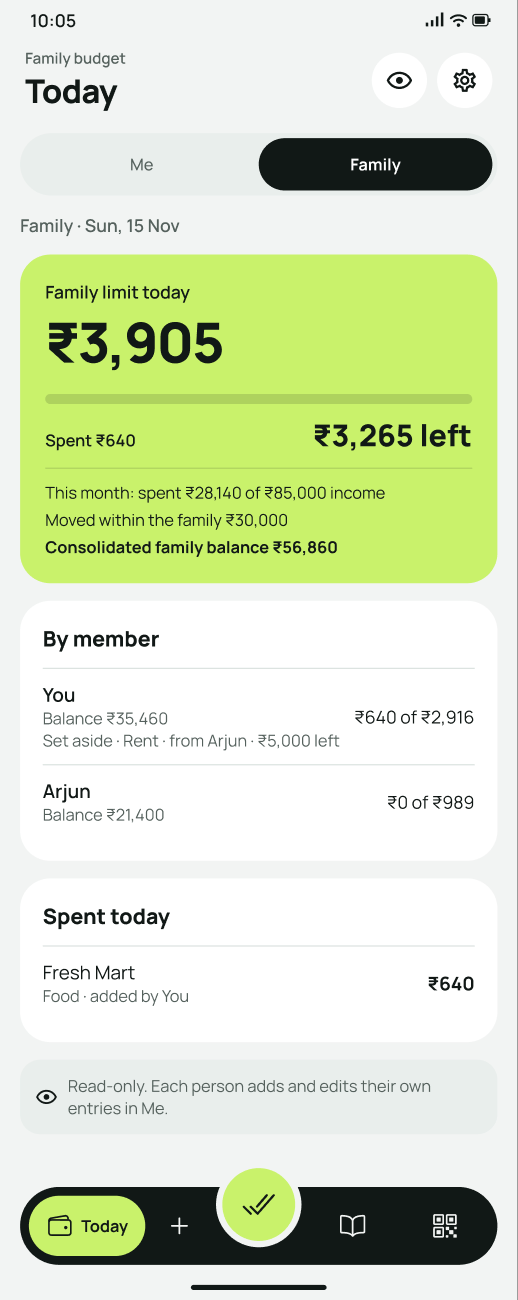 10:05
Family budget
Today
Me
Family
Family · Sun, 15 Nov
Family limit today
₹3,905
Spent ₹640
₹3,265 left
This month: spent ₹28,140 of ₹85,000 income
Moved within the family ₹30,000
Consolidated family balance ₹56,860
By member
You
Balance ₹35,460
₹640 of ₹2,916
Set aside · Rent · from Arjun · ₹5,000 left
Arjun
Balance ₹21,400
₹0 of ₹989
Spent today
Fresh Mart
Food · added by You
₹640
Read-only. Each person adds and edits their own
entries in Me.
Today